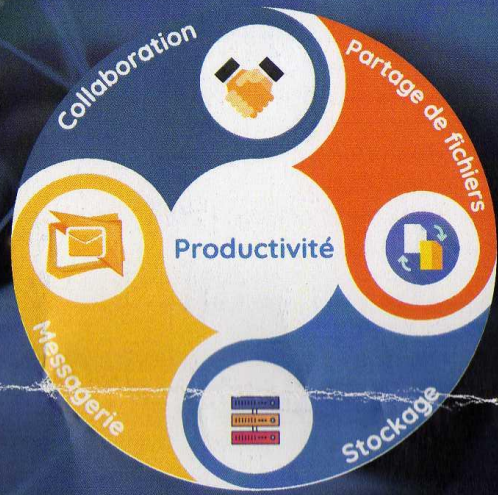 Collaboration
Partage de fichiers
Productivité
Messagerie
Stockage